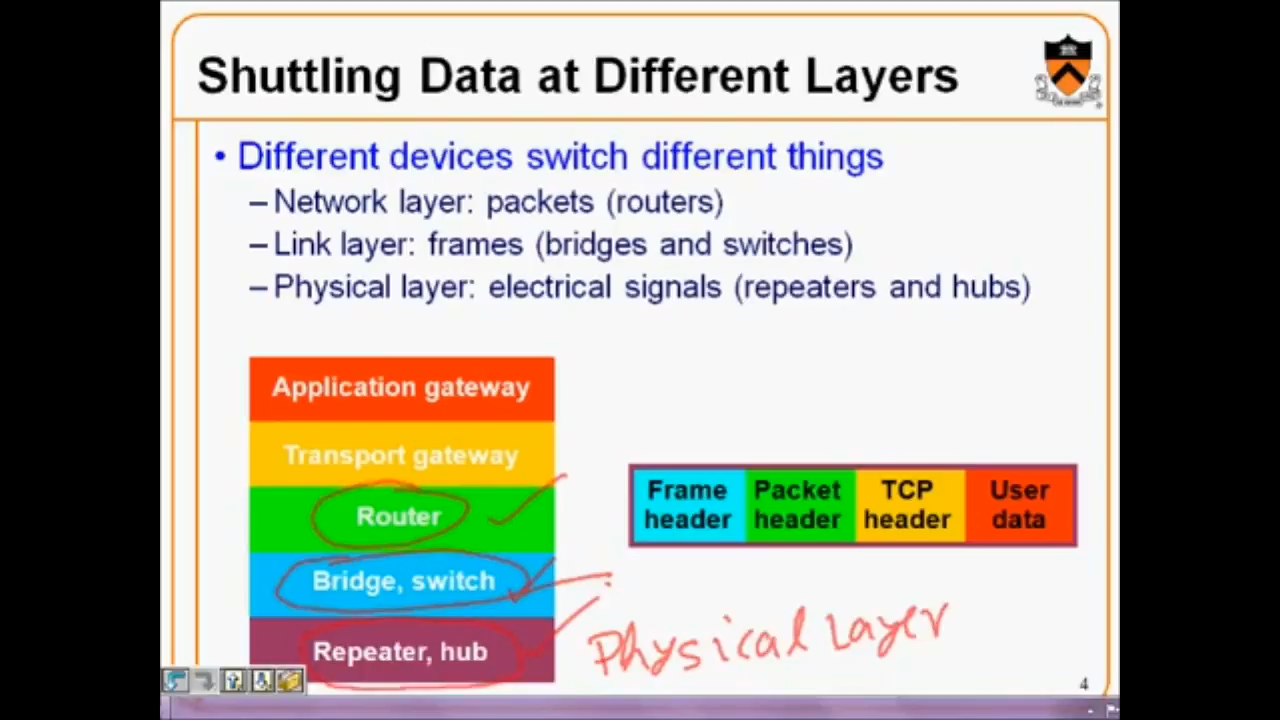 Shuttling Data at Different Layers
• Different devices switch different things
– Network layer: packets (routers)
– Link layer: frames (bridges and switches)
– Physical layer: electrical signals (repeaters and hubs)
Application gateway
Transport gateway
Router
Bridge, switch
Repeater, hub
Frame header
Packet header
TCP header
User data
Physical Layer
4